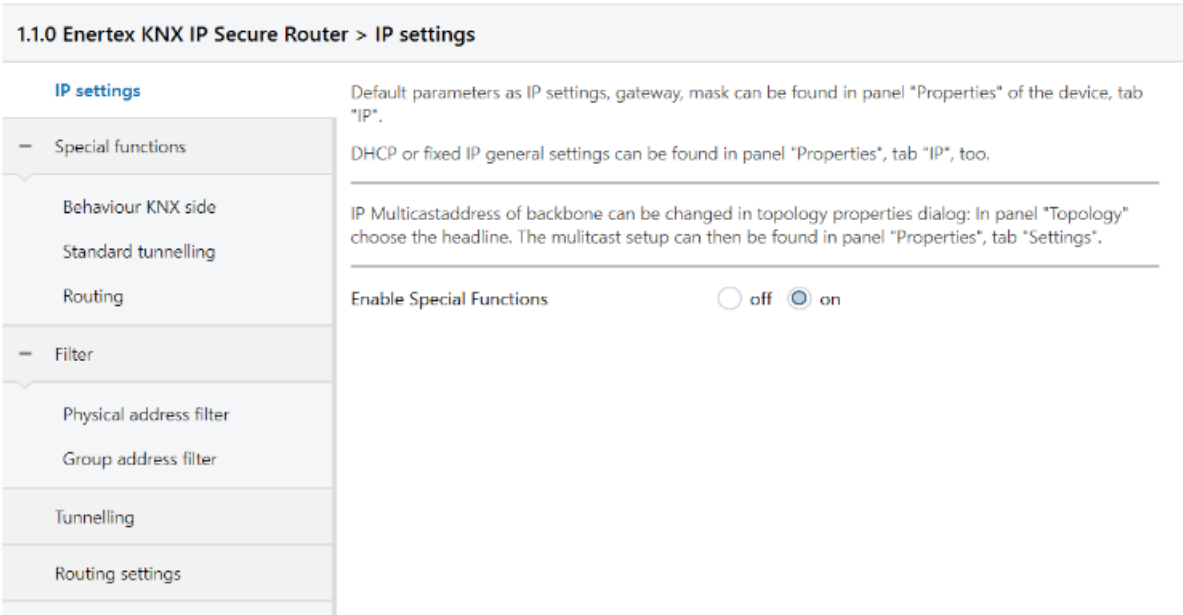 1.1.0 Enertex KNX IP Secure Router > IP settings
IP settings
Special functions
Behaviour KNX side
Standard tunnelling
Routing
Filter
Physical address filter
Group address filter
Tunnelling
Routing settings
Default parameters as IP settings, gateway, mask can be found in panel "Properties" of the device, tab
"IP".
DHCP or fixed IP general settings can be found in panel "Properties", tab "IP", too.
IP Multicastaddress of backbone can be changed in topology properties dialog: In panel "Topology"
choose the headline. The mulitcast setup can then be found in panel "Properties", tab "Settings".
Enable Special Functions off on